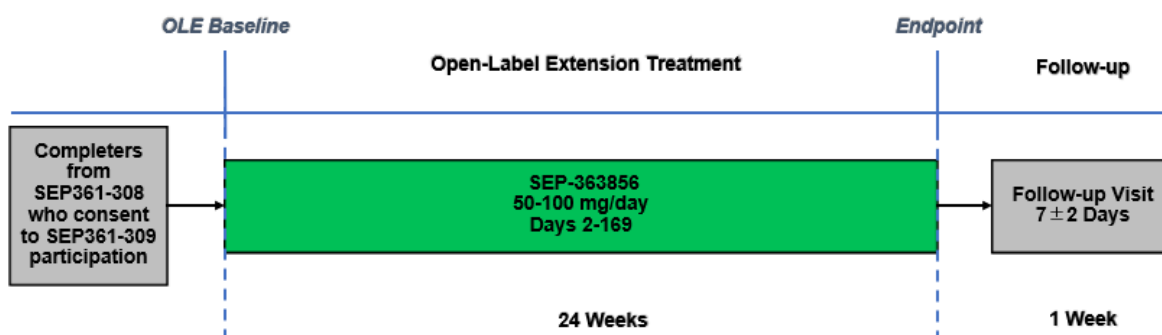 OLE Baseline
Endpoint
Open-Label Extension Treatment
Follow-up
Completers
from
SEP361-308
who consent
to SEP361-309
participation
SEP-363856
50-100 mg/day
Days 2-169
Follow-up Visit
7 ± 2 Days
24 Weeks
1 Week